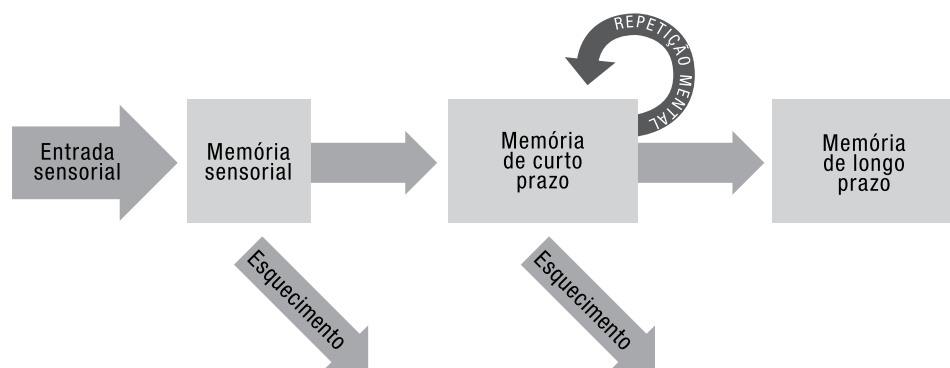 REPETIÇÃO MENTAL
Entrada
sensorial
Memória
sensorial
Memória
de curto
prazo
Memória
de longo
prazo
Esquecimento
Esquecimento